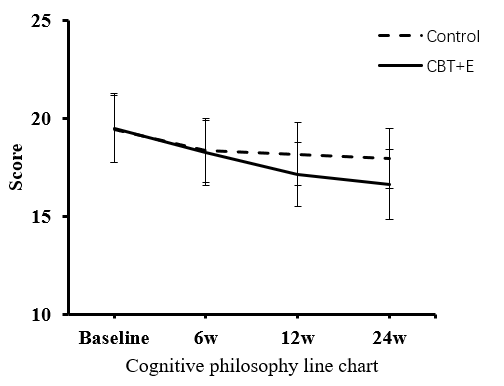 25
Control
CBT+E
20
Score
15
10
Baseline 6w 12w 24w
Cognitive philosophy line chart